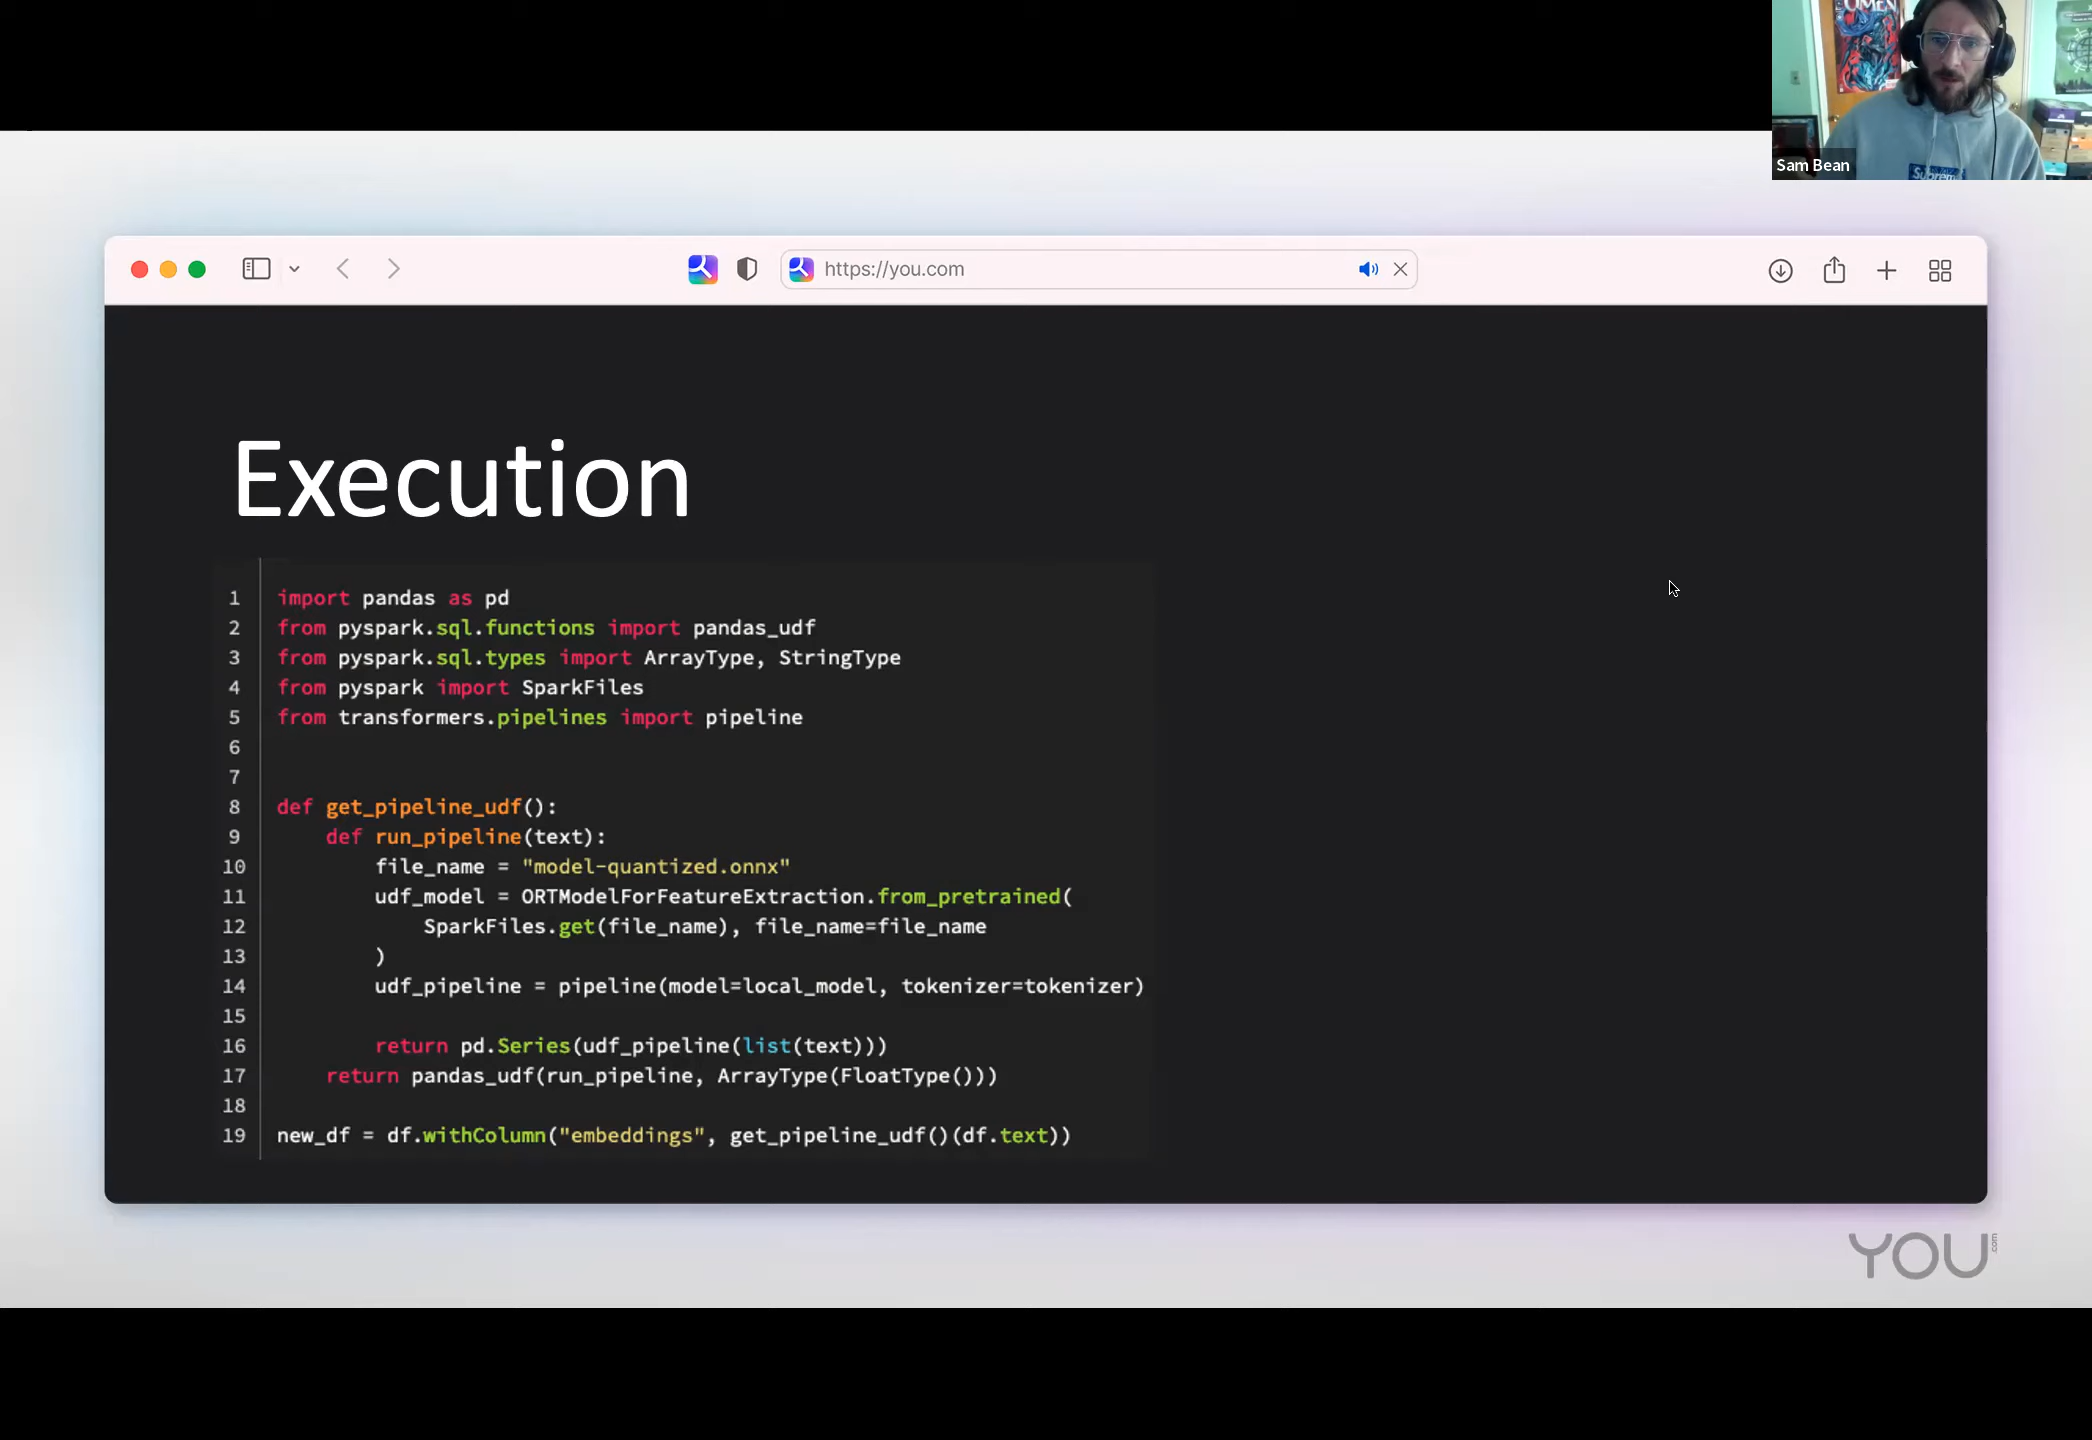 OMEN
Sam Bean
Supreme
https://you.com
Execution
1 import pandas as pd
2 from pyspark.sql.functions import pandas_udf
3 from pyspark.sql.types import ArrayType, StringType
4 from pyspark import SparkFiles
5 from transformers.pipelines import pipeline
6
7
8 def get_pipeline_udf():
9     def run_pipeline(text):
10         file_name = "model-quantized.onnx"
11         udf_model = ORTModelForFeatureExtraction.from_pretrained(
12             SparkFiles.get(file_name), file_name=file_name
13         )
14         udf_pipeline = pipeline(model=local_model, tokenizer=tokenizer)
15
16         return pd.Series(udf_pipeline(list(text)))
17     return pandas_udf(run_pipeline, ArrayType(FloatType()))
18
19 new_df = df.withColumn("embeddings", get_pipeline_udf()(df.text))
YOU.com